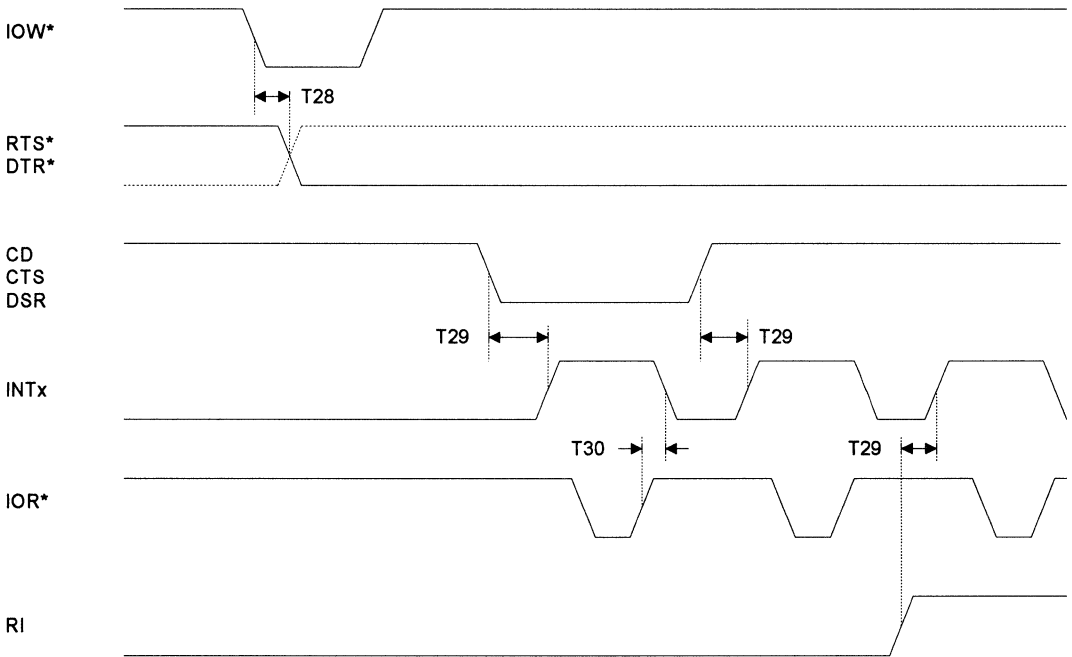 IOW*
T28
RTS*
DTR*
CD
CTS
DSR
T29
T29
INTx
T30
T29
IOR*
RI